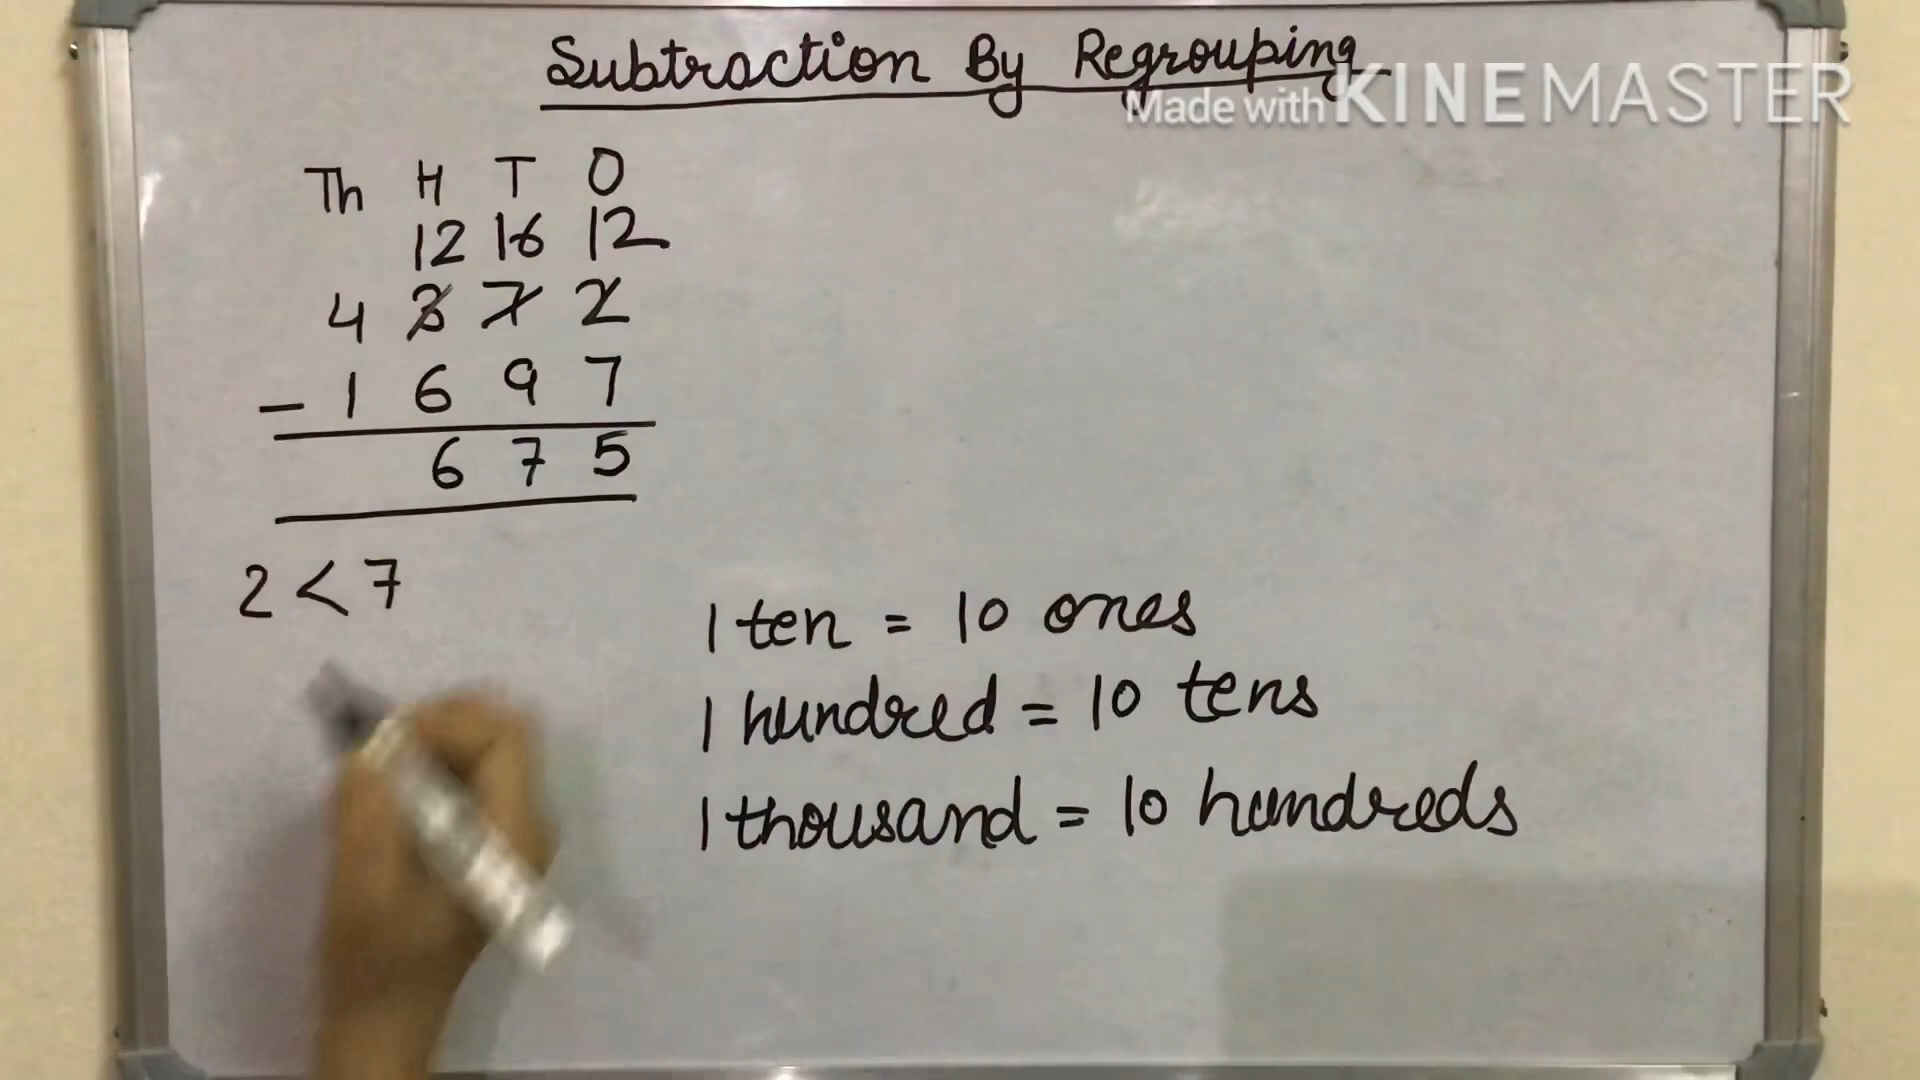 Subtraction By Regrouping
Made with KINEMASTER
Th H T O
12 16 12
4 3 7 2
- 1 6 9 7
6 7 5
2 < 7
1 ten = 10 ones
1 hundred = 10 tens
1 thousand = 10 hundreds